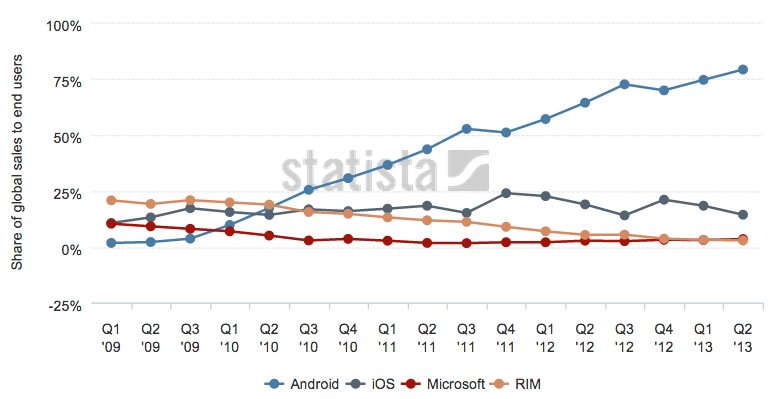 100%
75%
50%
25%
0%
-25%
Share of global sales to end users
statista
Q1 Q2 Q3 Q1 Q2 Q3 Q4 Q1 Q2 Q3 Q4 Q1 Q2 Q3 Q4 Q1 Q2
'09 '09 '09 '10 '10 '10 '10 '11 '11 '11 '11 '12 '12 '12 '12 '13 '13
Android iOS Microsoft RIM